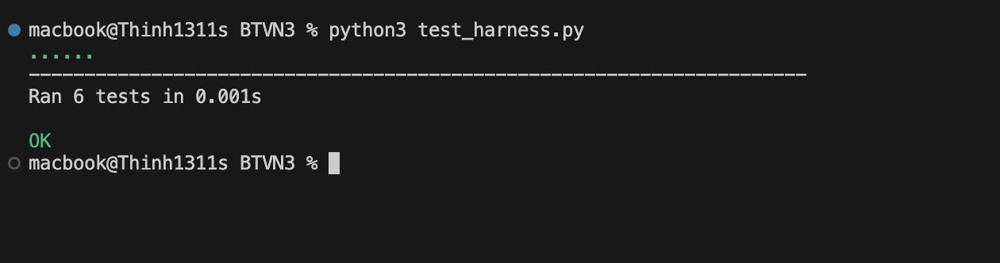 macbook@Thinh1311s BTVN3 % python3 test_harness.py
......
----------------------------------------------------------------------
Ran 6 tests in 0.001s
OK
macbook@Thinh1311s BTVN3 %